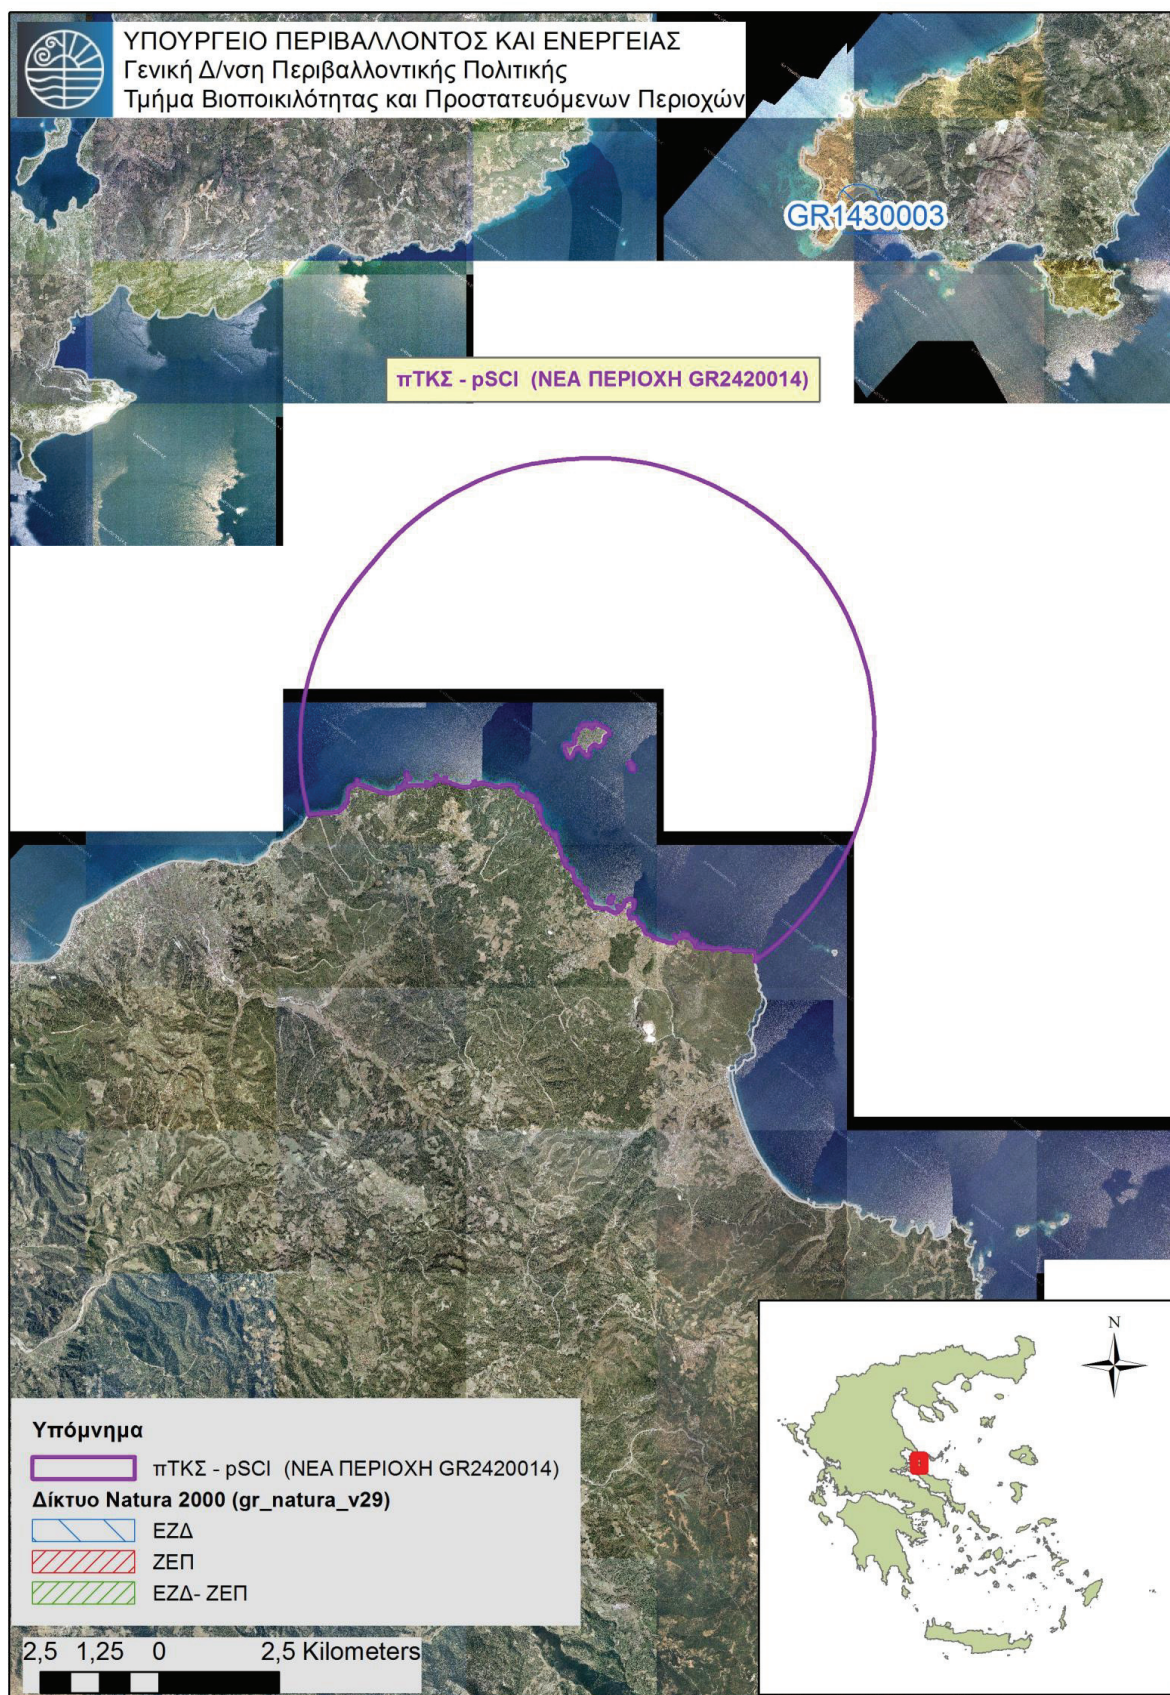 ΥΠΟΥΡΓΕΙΟ ΠΕΡΙΒΑΛΛΟΝΤΟΣ ΚΑΙ ΕΝΕΡΓΕΙΑΣ
Γενική Δ/νση Περιβαλλοντικής Πολιτικής
Τμήμα Βιοποικιλότητας και Προστατευόμενων Περιοχών
GR1430003
πΤΚΣ - pSCI (ΝΕΑ ΠΕΡΙΟΧΗ GR2420014)
N
Υπόμνημα
πΤΚΣ - pSCI (ΝΕΑ ΠΕΡΙΟΧΗ GR2420014)
Δίκτυο Natura 2000 (gr_natura_v29)
ΕΖΔ
ΖΕΠ
ΕΖΔ- ΖΕΠ
2,5 1,25 0 2,5 Kilometers